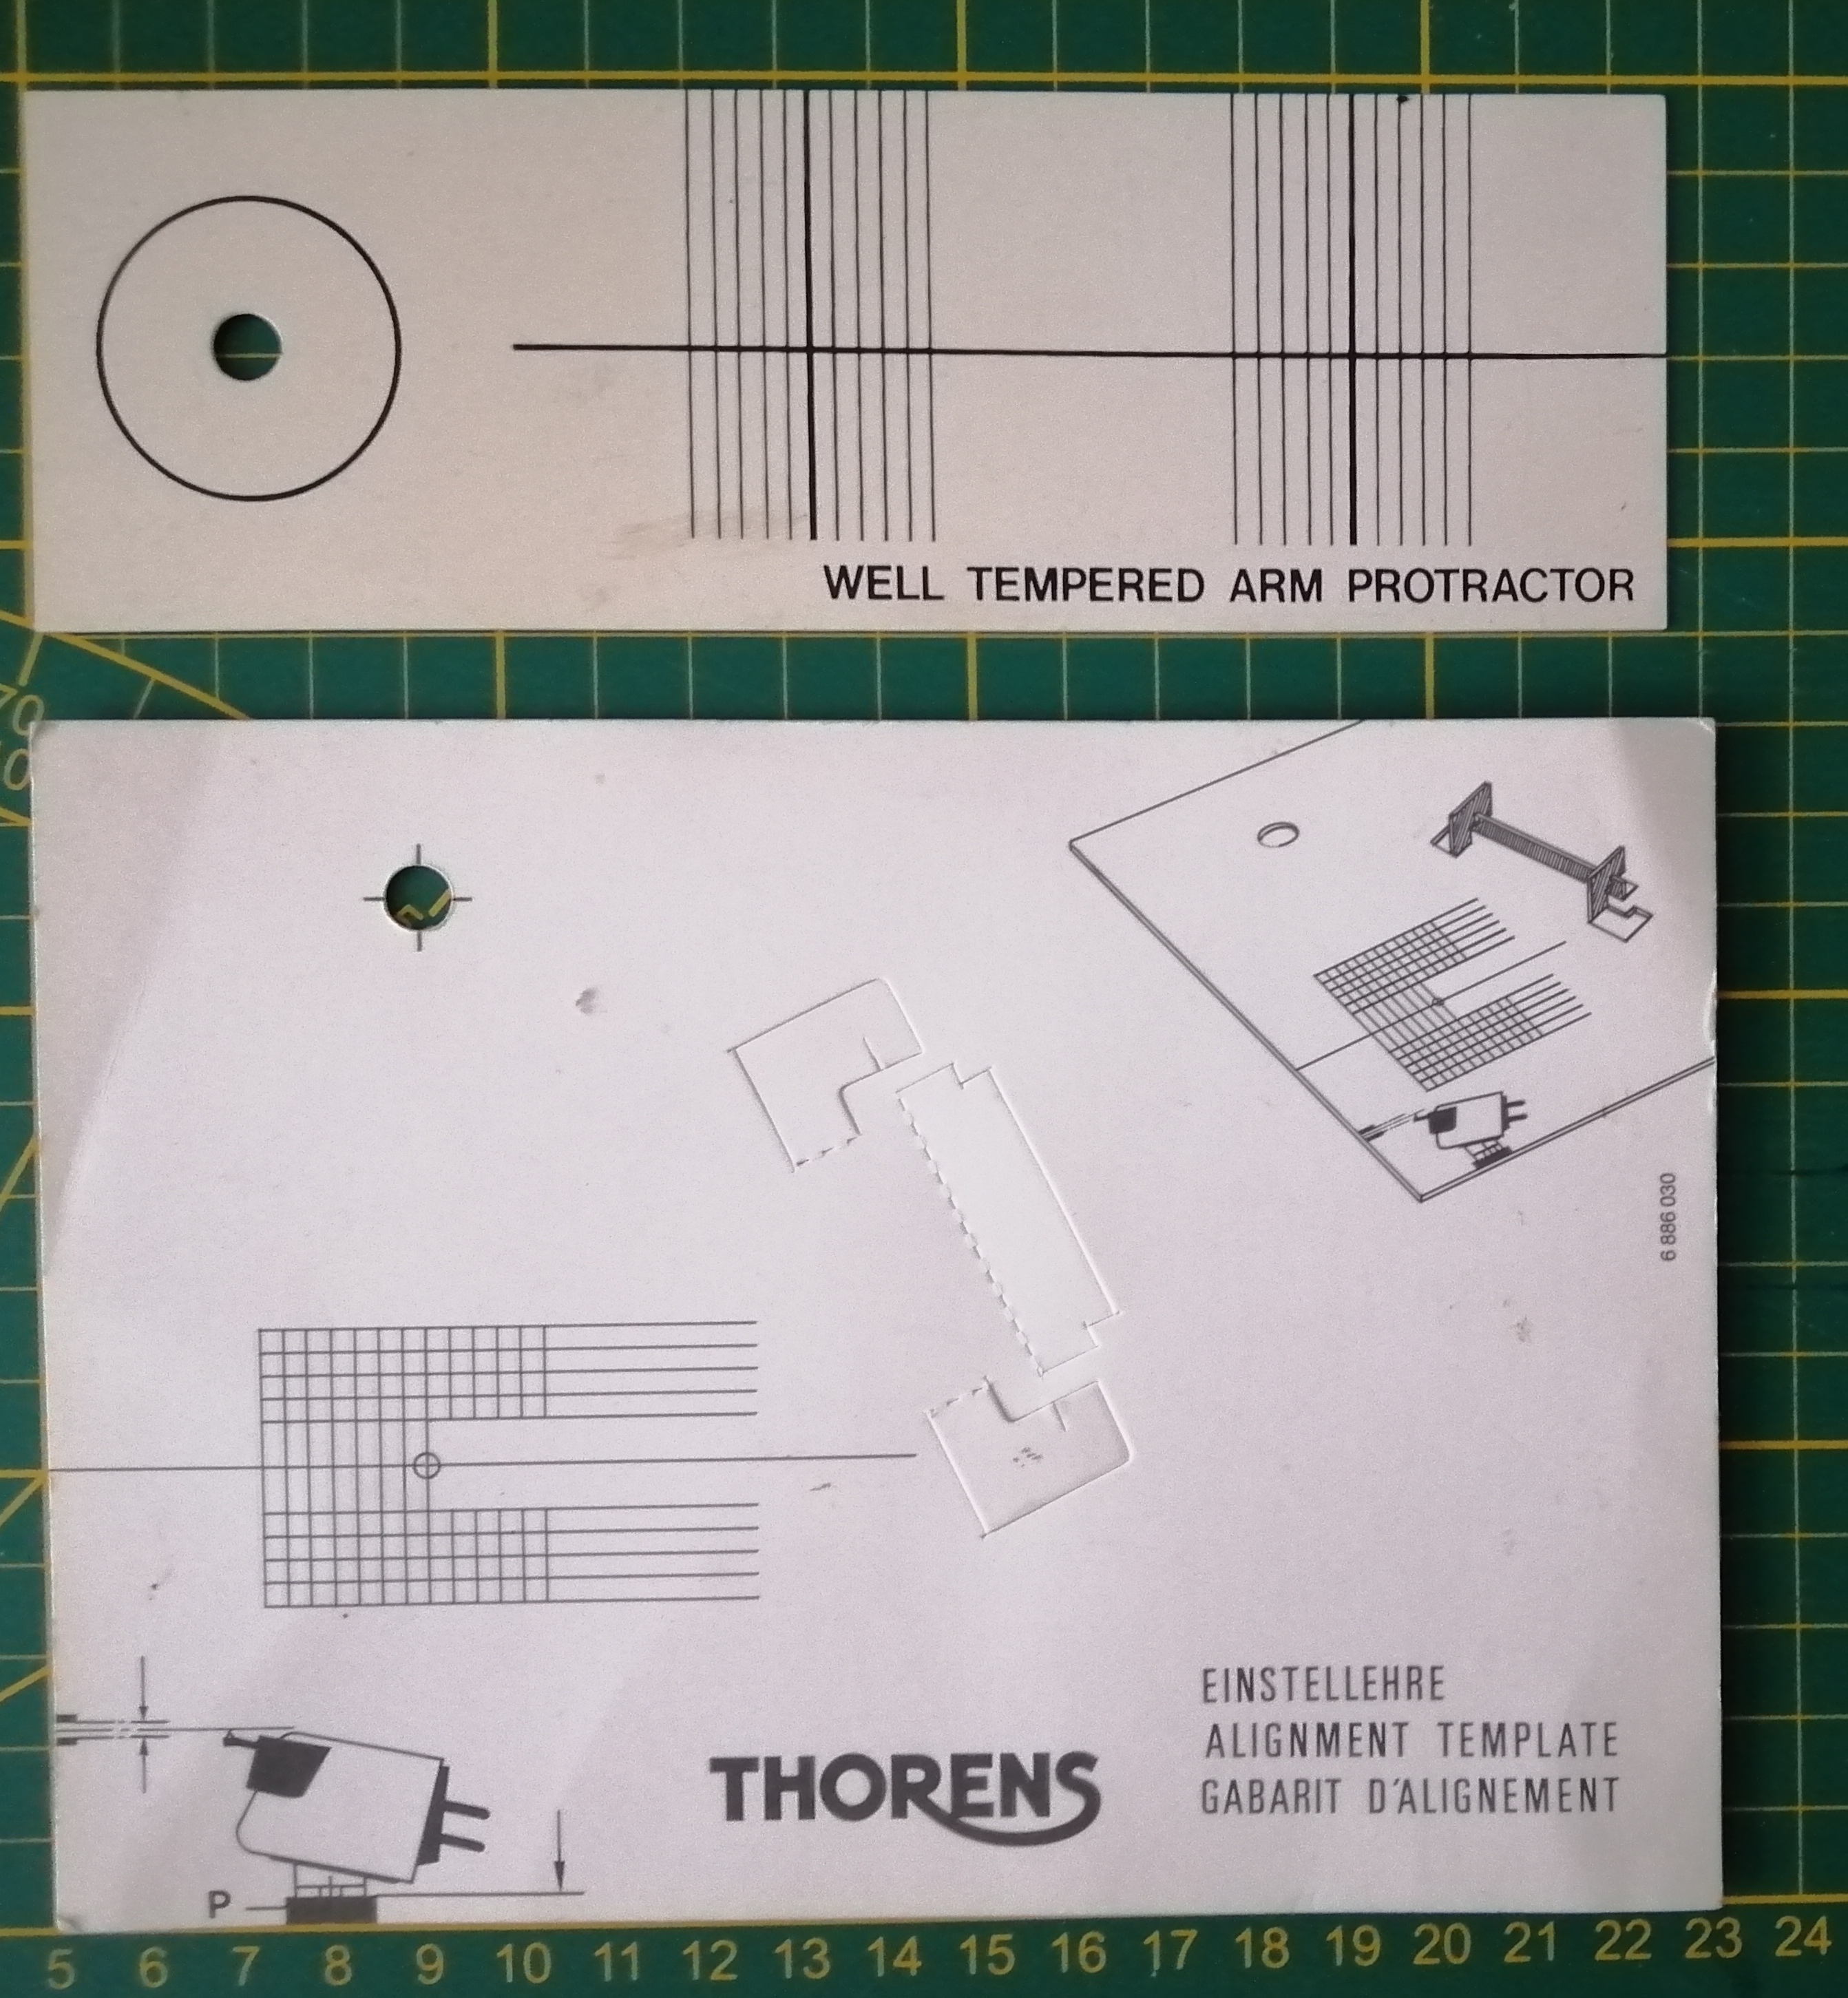 WELL TEMPERED ARM PROTRACTOR
70
6 886 030
EINSTELLEHRE
ALIGNMENT TEMPLATE
GABARIT D'ALIGNEMENT
THORENS
P
5 6 7 8 9 10 11 12 13 14 15 16 17 18 19 20 21 22 23 24